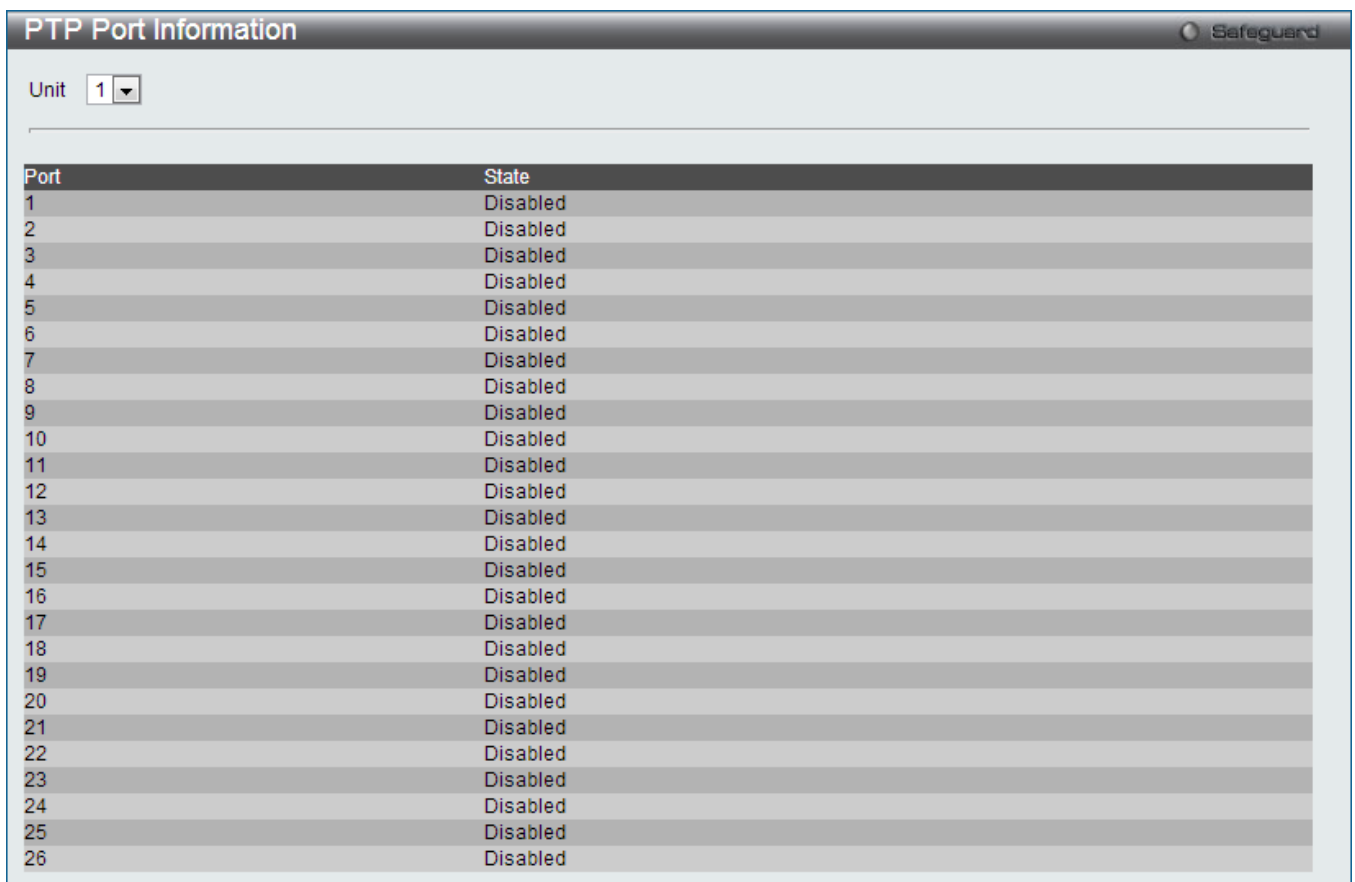 PTP Port Information
Safeguard
Unit 1
Port State
1 Disabled
2 Disabled
3 Disabled
4 Disabled
5 Disabled
6 Disabled
7 Disabled
8 Disabled
9 Disabled
10 Disabled
11 Disabled
12 Disabled
13 Disabled
14 Disabled
15 Disabled
16 Disabled
17 Disabled
18 Disabled
19 Disabled
20 Disabled
21 Disabled
22 Disabled
23 Disabled
24 Disabled
25 Disabled
26 Disabled